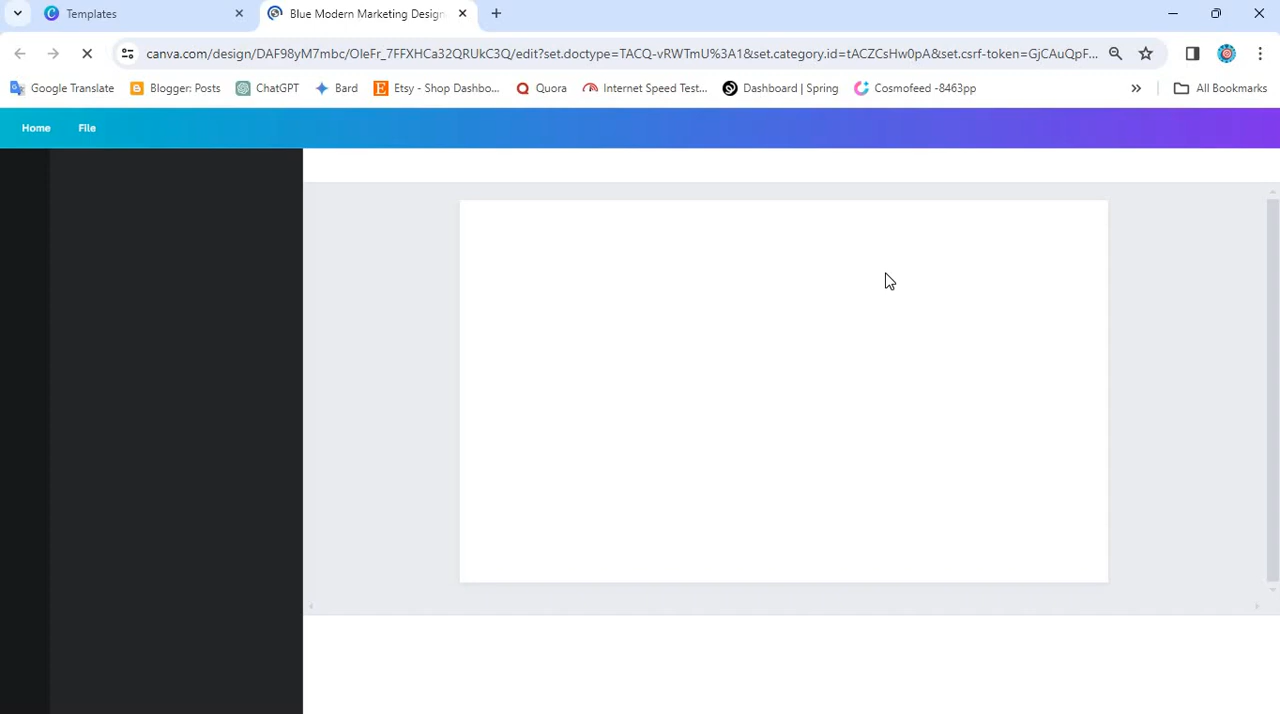 Templates
Blue Modern Marketing Design
canva.com/design/DAF98yM7mbc/OleFr_7FFXHCa32QRUkC3Q/edit?set.doctype=TACQ-vRWTmU%3A1&set.category.id=tACZCsHw0pA&set.csrf-token=GjCAuQpF...
Google Translate Blogger: Posts ChatGPT Bard Etsy - Shop Dashbo... Quora Internet Speed Test... Dashboard | Spring Cosmofeed -8463pp All Bookmarks
Home File